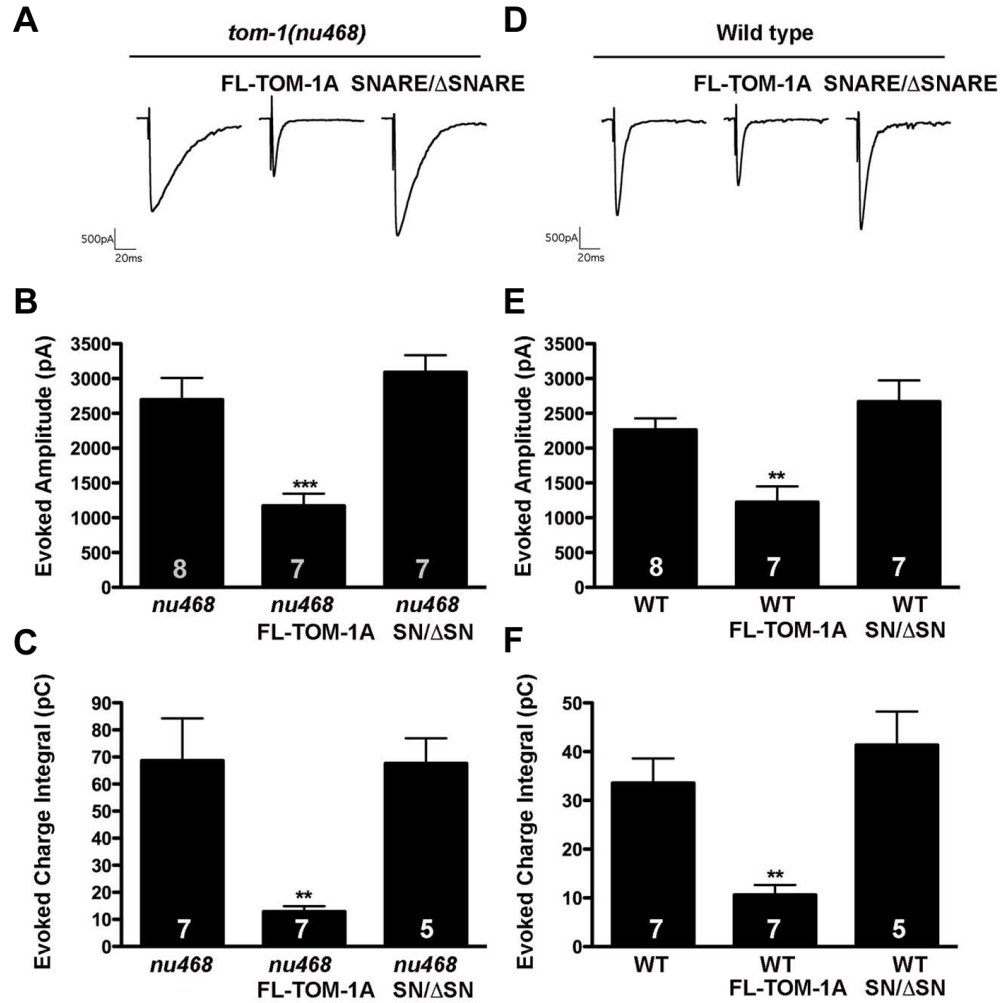 A
tom-1(nu468)
FL-TOM-1A SNARE/ΔSNARE
500pA
20ms
D
Wild type
FL-TOM-1A SNARE/ΔSNARE
500pA
20ms
B
Evoked Amplitude (pA)
3500
3000
2500
2000
1500
1000
500
0
***
8
7
7
nu468
nu468
nu468
FL-TOM-1A
SN/ΔSN
E
Evoked Amplitude (pA)
3500
3000
2500
2000
1500
1000
500
0
**
8
7
7
WT
WT
WT
FL-TOM-1A
SN/ΔSN
C
Evoked Charge Integral (pC)
90
80
70
60
50
40
30
20
10
0
**
7
7
5
nu468
nu468
nu468
FL-TOM-1A
SN/ΔSN
F
Evoked Charge Integral (pC)
50
40
30
20
10
0
**
7
7
5
WT
WT
WT
FL-TOM-1A
SN/ΔSN